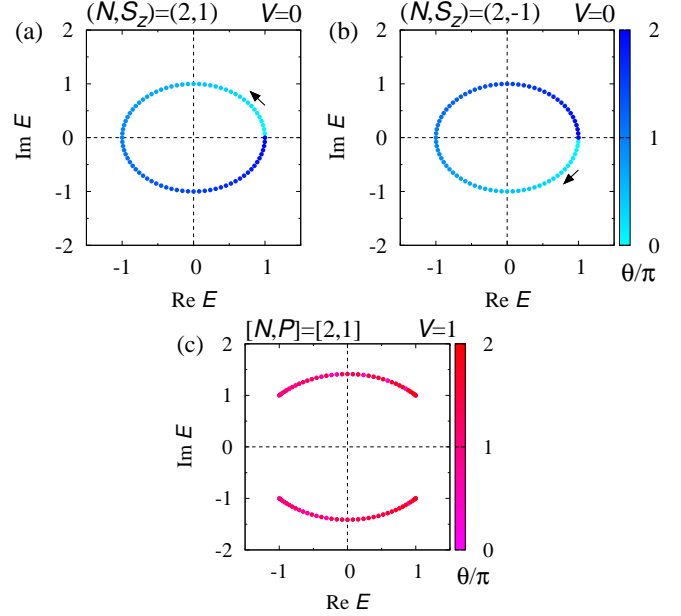 (a) (N,S_z)=(2,1) V=0
2
1
0
-1
-2
Im E
-1 0 1
Re E
(b) (N,S_z)=(2,-1) V=0
2
1
0
-1
-2
Im E
-1 0 1
Re E
2
1
0
θ/π
(c) [N,P]=[2,1] V=1
2
1
0
-1
-2
Im E
-1 0 1
Re E
2
1
0
θ/π